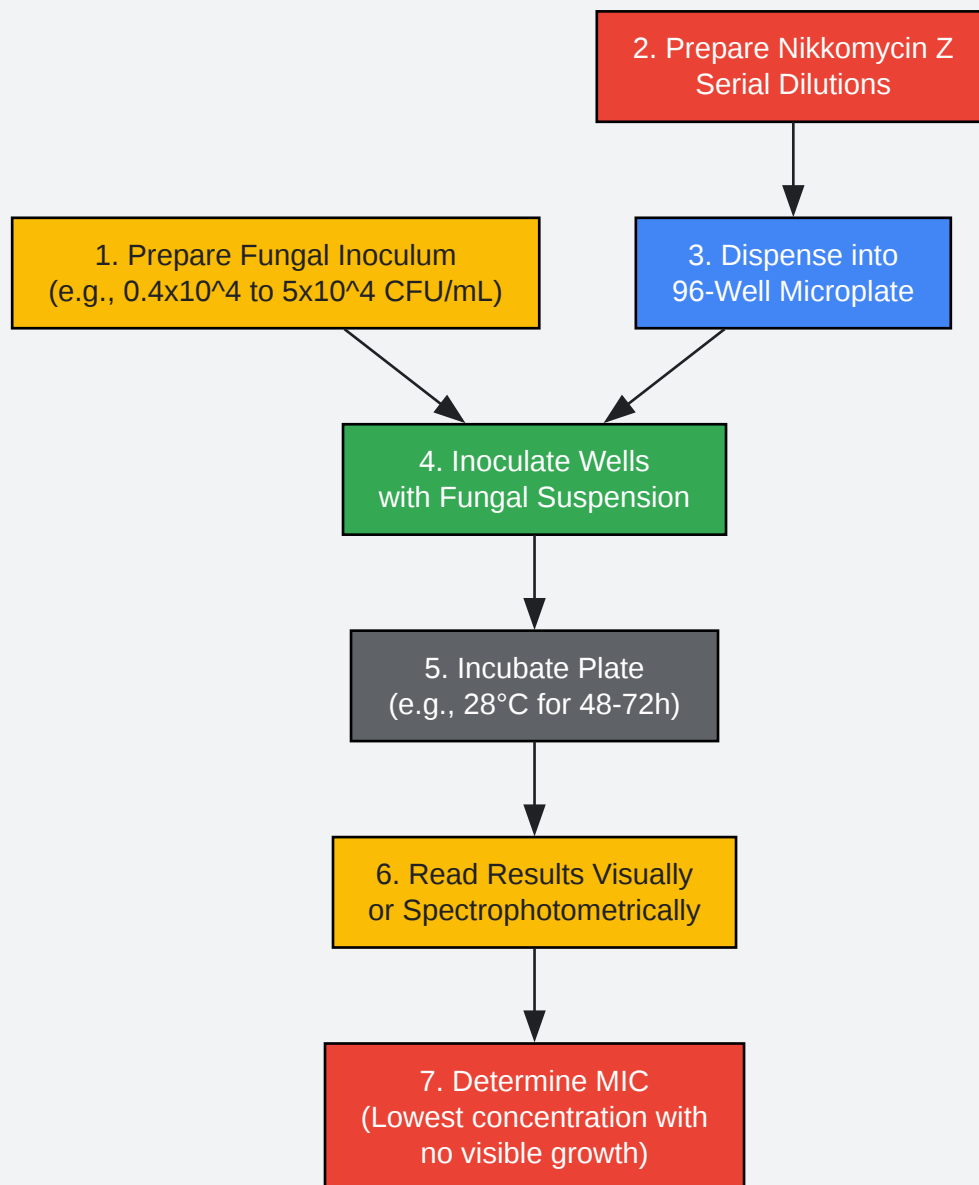 2. Prepare Nikkomycin Z
Serial Dilutions
1. Prepare Fungal Inoculum
(e.g., 0.4x10^4 to 5x10^4 CFU/mL)
3. Dispense into
96-Well Microplate
4. Inoculate Wells
with Fungal Suspension
5. Incubate Plate
(e.g., 28°C for 48-72h)
6. Read Results Visually
or Spectrophotometrically
7. Determine MIC
(Lowest concentration with
no visible growth)